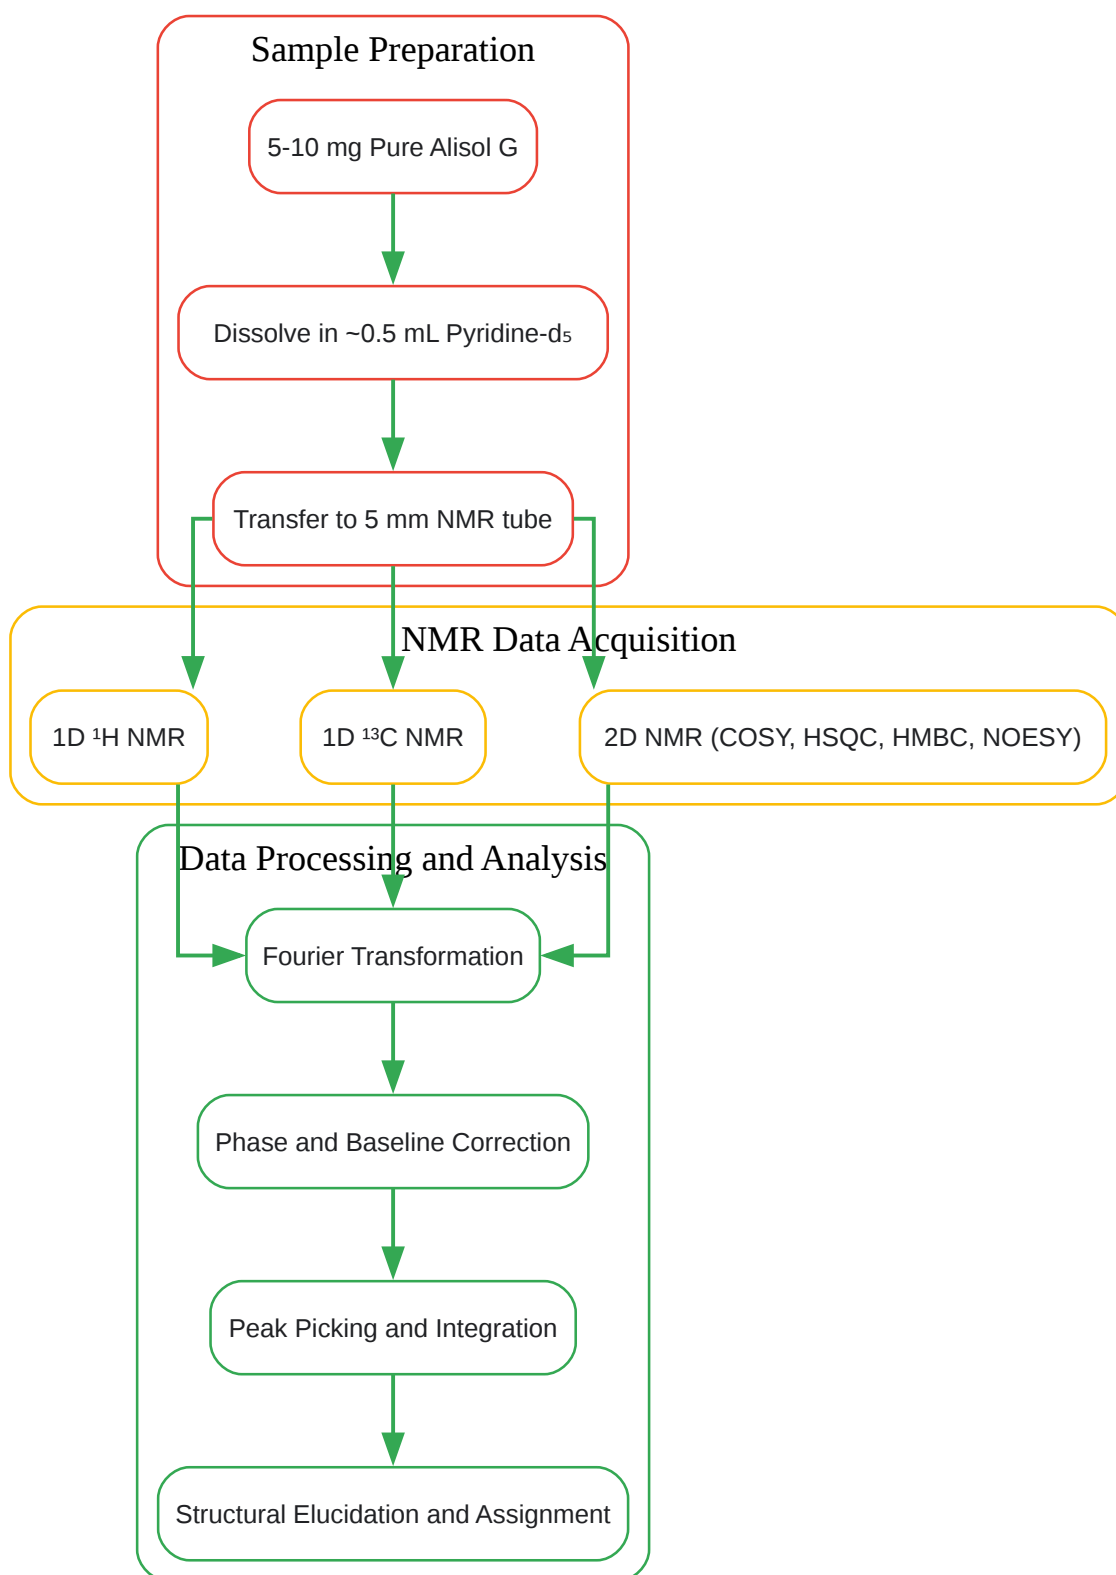 Sample Preparation
5-10 mg Pure Alisol G
Dissolve in ~0.5 mL Pyridine-d₅
Transfer to 5 mm NMR tube
NMR Data Acquisition
1D ¹H NMR
1D ¹³C NMR
2D NMR (COSY, HSQC, HMBC, NOESY)
Data Processing and Analysis
Fourier Transformation
Phase and Baseline Correction
Peak Picking and Integration
Structural Elucidation and Assignment